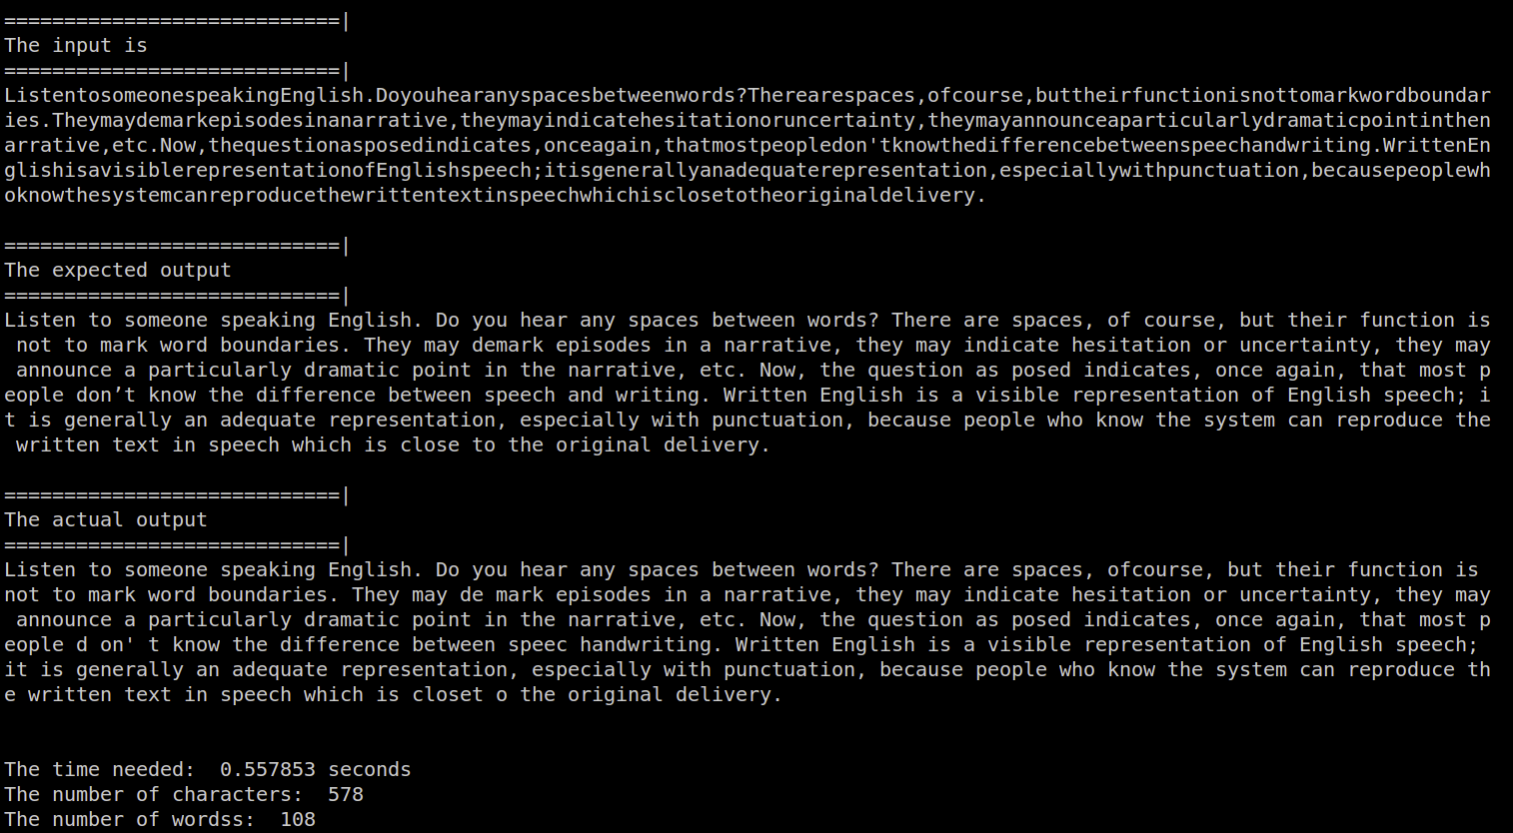 ============================|
The input is
============================|
ListentosomeonespeakingEnglish.Doyouhearanyspacesbetweenwords?Therearespaces,ofcourse,buttheirfunctionisnottomarkwordboundar
ies.Theymaydemarkepisodesinanarrative,theymayindicatehesitationoruncertainty,theymayannounceaparticularlydramaticpointinthen
arrative,etc.Now,thequestionasposedindicates,onceagain,thatmostpeopledon'tknowthedifferencebetweenspeechandwriting.WrittenEn
glishisavisiblerepresentationofEnglishspeech;itisgenerallyanadequaterepresentation,especiallywithpunctuation,becausepeoplewh
oknowthesystemcanreproducethewrittentextinspeechwhichisclosetotheoriginaldelivery.
============================|
The expected output
============================|
Listen to someone speaking English. Do you hear any spaces between words? There are spaces, of course, but their function is
 not to mark word boundaries. They may demark episodes in a narrative, they may indicate hesitation or uncertainty, they may
 announce a particularly dramatic point in the narrative, etc. Now, the question as posed indicates, once again, that most p
eople don’t know the difference between speech and writing. Written English is a visible representation of English speech; i
t is generally an adequate representation, especially with punctuation, because people who know the system can reproduce the
 written text in speech which is close to the original delivery.
============================|
The actual output
============================|
Listen to someone speaking English. Do you hear any spaces between words? There are spaces, ofcourse, but their function is
not to mark word boundaries. They may de mark episodes in a narrative, they may indicate hesitation or uncertainty, they may
 announce a particularly dramatic point in the narrative, etc. Now, the question as posed indicates, once again, that most p
eople d on' t know the difference between speec handwriting. Written English is a visible representation of English speech;
it is generally an adequate representation, especially with punctuation, because people who know the system can reproduce th
e written text in speech which is closet o the original delivery.
The time needed:  0.557853 seconds
The number of characters:  578
The number of wordss:  108